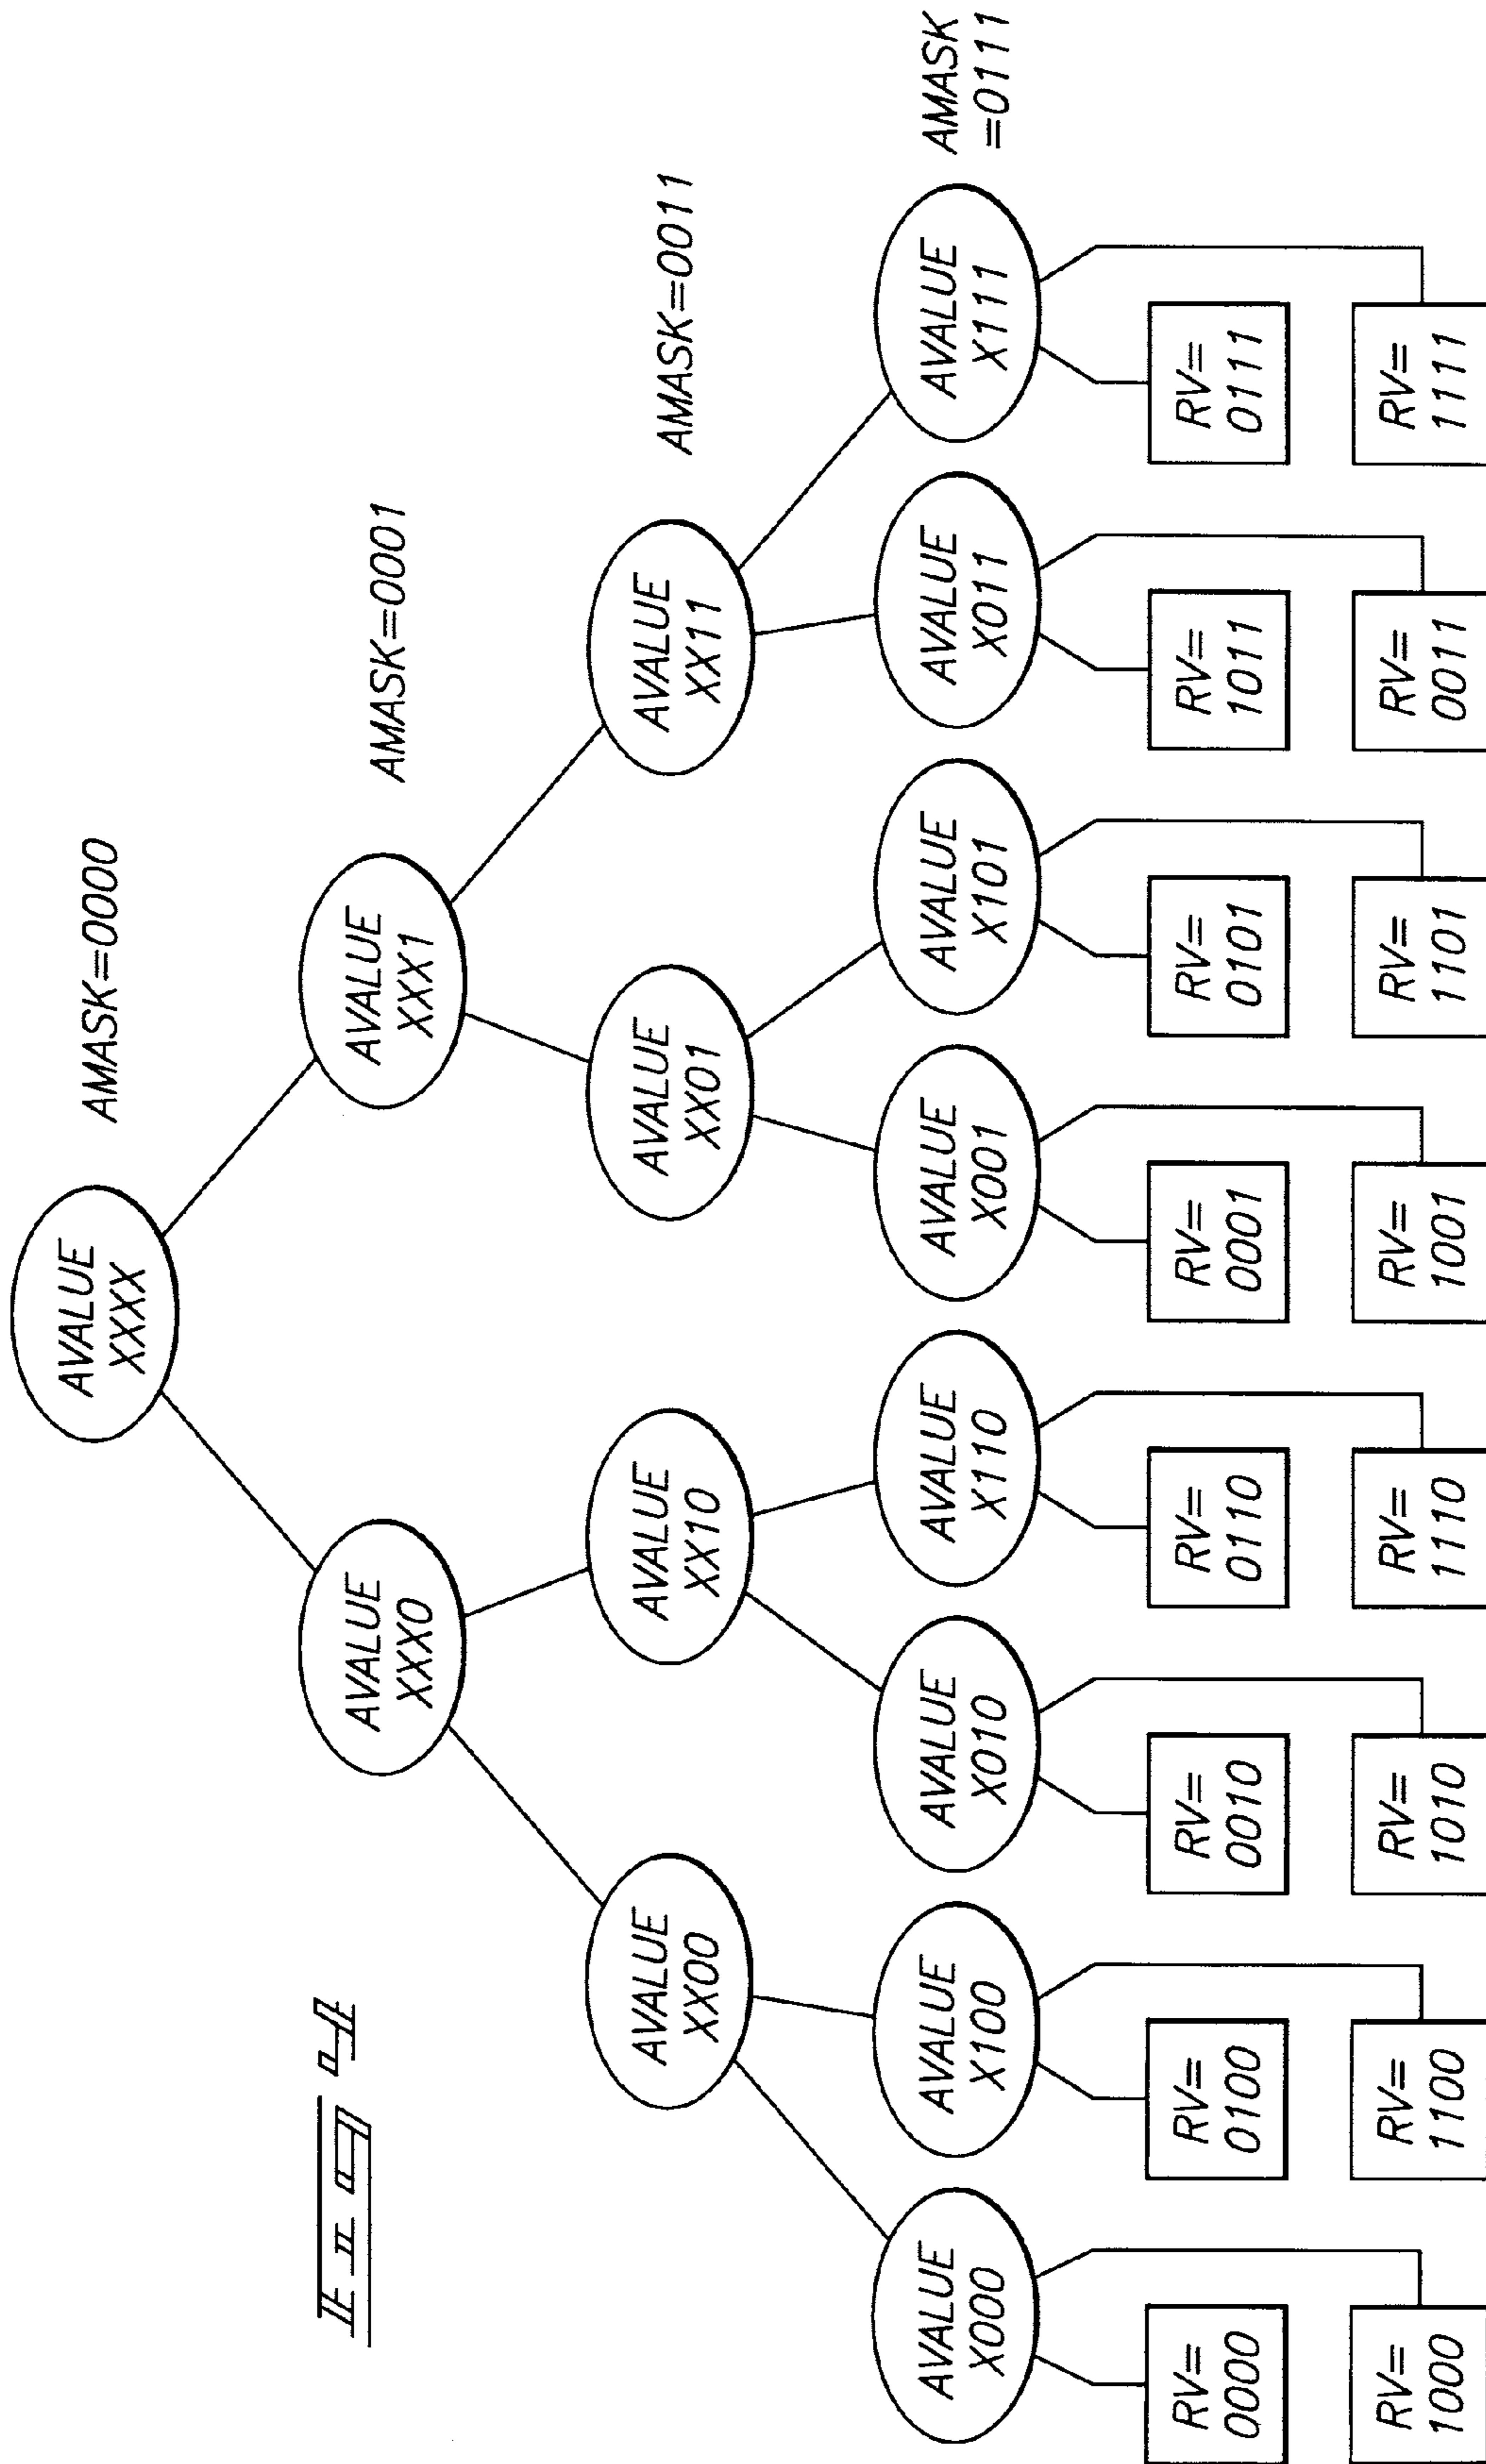 FIG 4
AMASK=0000
AVALUE
XXXX
AMASK=0001
AVALUE
XXX0
AVALUE
XXX1
AMASK=0011
AVALUE
XX00
AVALUE
XX10
AVALUE
XX01
AVALUE
XX11
AMASK
=0111
AVALUE
X000
AVALUE
X100
AVALUE
X010
AVALUE
X110
AVALUE
X001
AVALUE
X101
AVALUE
X011
AVALUE
X111
RV=
0000
RV=
0100
RV=
0010
RV=
0110
RV=
0001
RV=
0101
RV=
1011
RV=
0111
RV=
1000
RV=
1100
RV=
1010
RV=
1110
RV=
1001
RV=
1101
RV=
0011
RV=
1111